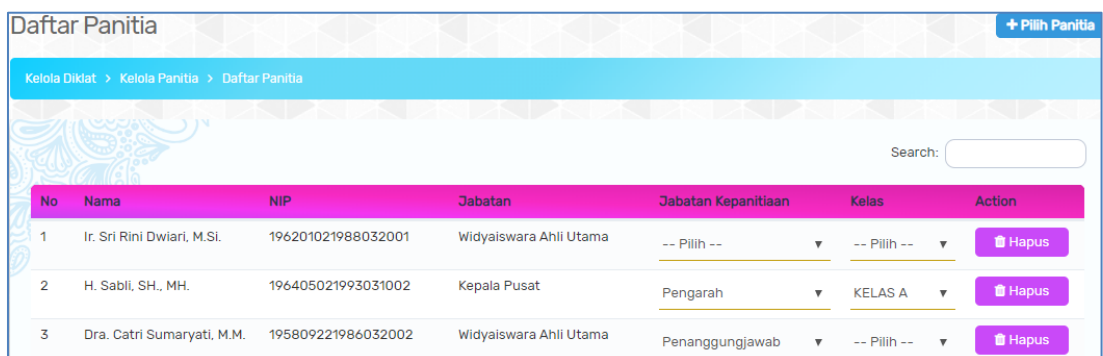 Daftar Panitia
+ Pilih Panitia
Kelola Diklat > Kelola Panitia > Daftar Panitia
Search:
No Nama NIP Jabatan Jabatan Kepanitiaan Kelas Action
1 Ir. Sri Rini Dwiari, M.Si. 196201021988032001 Widyaiswara Ahli Utama -- Pilih -- -- Pilih -- Hapus
2 H. Sabli, SH., MH. 196405021993031002 Kepala Pusat Pengarah KELAS A Hapus
3 Dra. Catri Sumaryati, M.M. 195809221986032002 Widyaiswara Ahli Utama Penanggungjawab -- Pilih -- Hapus